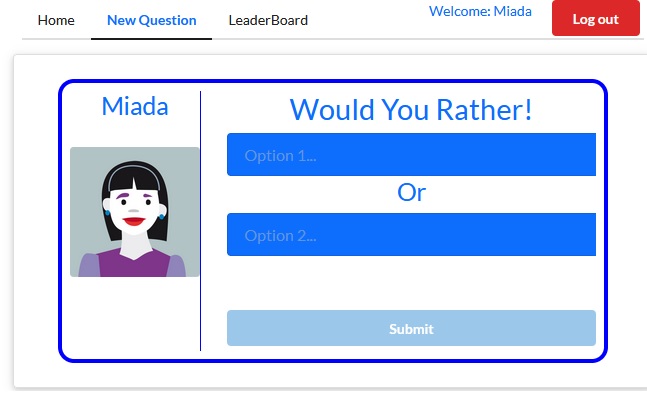 Home New Question LeaderBoard Welcome: Miada Log out
Miada
Would You Rather!
Option 1...
Or
Option 2...
Submit